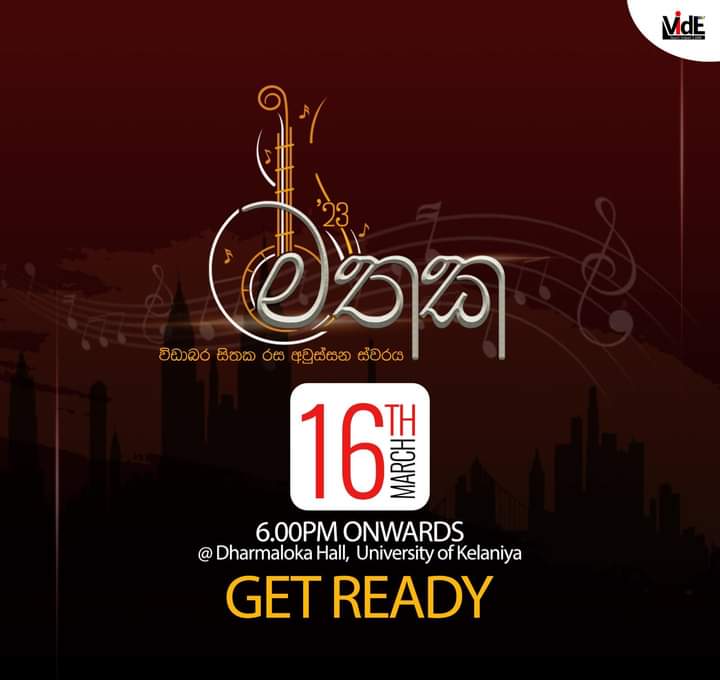 VidE
'23
මතක
විඩාබර සිතක රස අවුස්සන ස්වරය
16TH
MARCH
6.00PM ONWARDS
@ Dharmaloka Hall, University of Kelaniya
GET READY